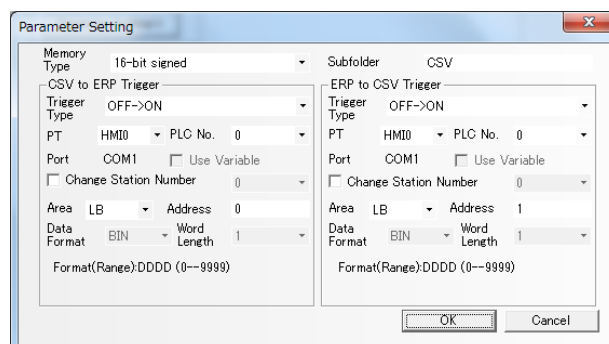 Parameter Setting
Memory Type 16-bit signed Subfolder CSV
CSV to ERP Trigger
Trigger Type OFF->ON
PT HMI0 PLC No. 0
Port COM1 Use Variable
Change Station Number 0
Area LB Address 0
Data Format BIN Word Length 1
Format(Range):DDDD (0--9999)
ERP to CSV Trigger
Trigger Type OFF->ON
PT HMI0 PLC No. 0
Port COM1 Use Variable
Change Station Number 0
Area LB Address 1
Data Format BIN Word Length 1
Format(Range):DDDD (0--9999)
OK Cancel